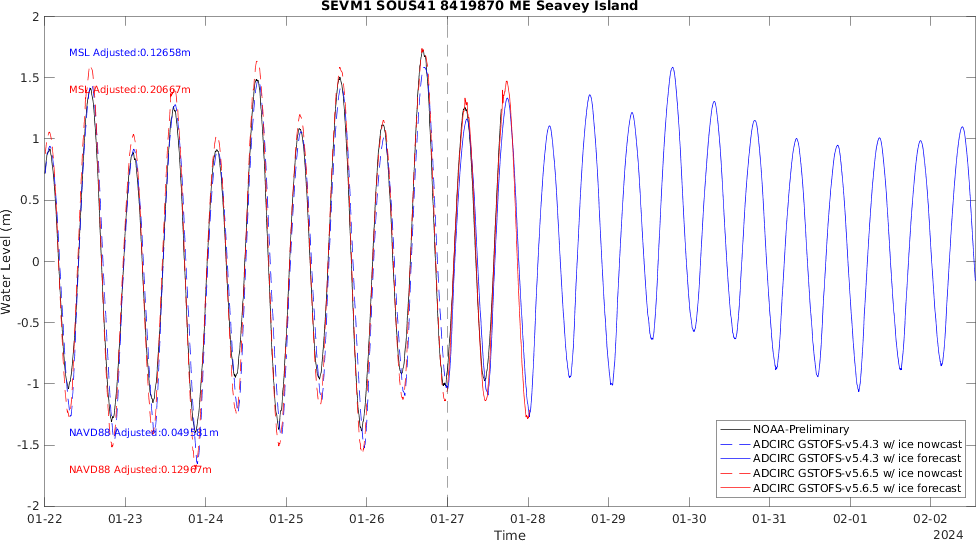 SEVM1 SOUS41 8419870 ME Seavey Island
2
1.5
1
0.5
0
-0.5
-1
-1.5
-2
Water Level (m)
MSL Adjusted:0.12658m
MSL Adjusted:0.20667m
NAVD88 Adjusted:0.049581m
NAVD88 Adjusted:0.12967m
NOAA-Preliminary
ADCIRC GSTOFS-v5.4.3 w/ ice nowcast
ADCIRC GSTOFS-v5.4.3 w/ ice forecast
ADCIRC GSTOFS-v5.6.5 w/ ice nowcast
ADCIRC GSTOFS-v5.6.5 w/ ice forecast
01-22 01-23 01-24 01-25 01-26 01-27 01-28 01-29 01-30 01-31 02-01 02-02
Time
2024